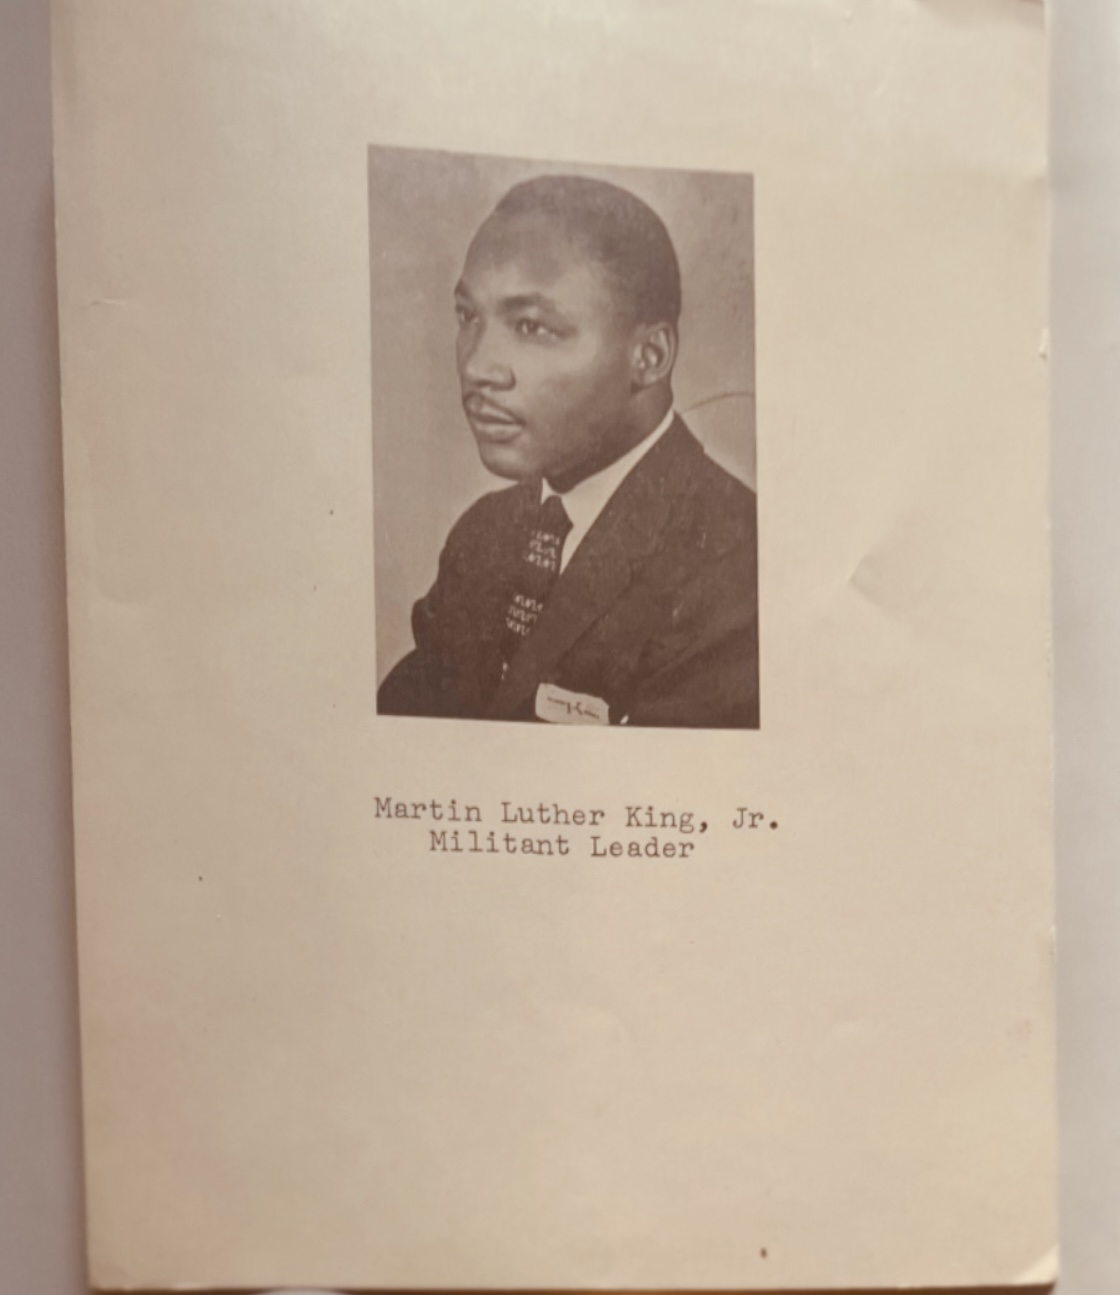 Martin Luther King, Jr.
Militant Leader